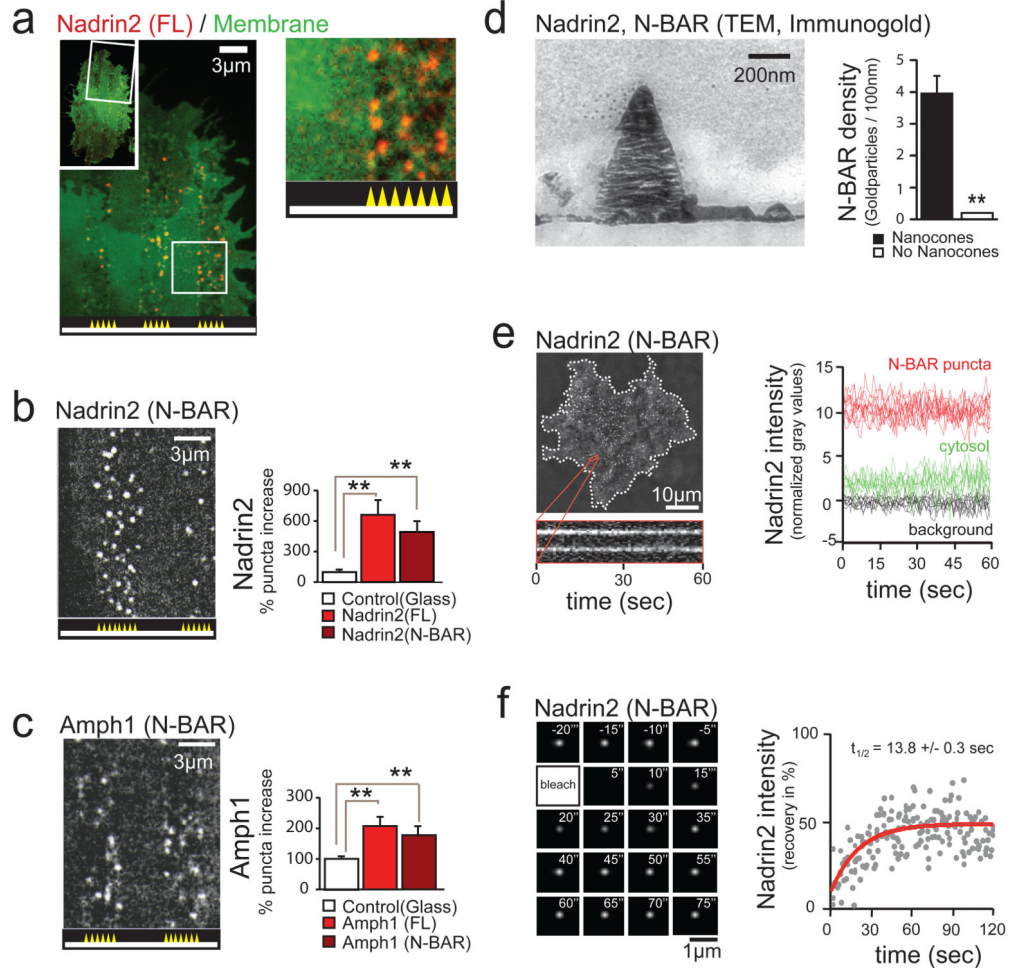 a
Nadrin2 (FL) / Membrane
3µm
b
Nadrin2 (N-BAR)
3µm
Nadrin2
% puncta increase
900
600
300
0
**
**
Control(Glass)
Nadrin2(FL)
Nadrin2(N-BAR)
c
Amph1 (N-BAR)
3µm
Amph1
% puncta increase
300
200
100
0
**
**
Control(Glass)
Amph1 (FL)
Amph1 (N-BAR)
d
Nadrin2, N-BAR (TEM, Immunogold)
200nm
N-BAR density
(Goldparticles / 100nm)
5
4
3
2
1
0
**
Nanocones
No Nanocones
e
Nadrin2 (N-BAR)
10µm
0 30 60
time (sec)
Nadrin2 intensity
(normalized gray values)
15
10
5
0
-5
N-BAR puncta
cytosol
background
0 15 30 45 60
time (sec)
f
Nadrin2 (N-BAR)
-20''' -15'' -10'' -5''
bleach 5'' 10'' 15'''
20'' 25'' 30'' 35''
40'' 45'' 50'' 55''
60'' 65'' 70'' 75''
1µm
Nadrin2 intensity
(recovery in %)
100
50
0
t1/2 = 13.8 +/- 0.3 sec
0 30 60 90 120
time (sec)